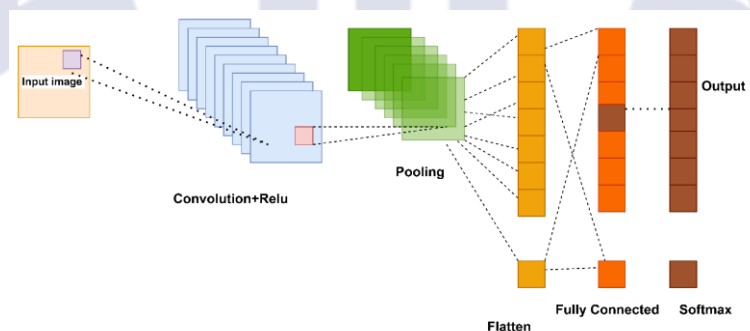 Input image
Convolution+Relu
Pooling
Output
Flatten
Fully Connected
Softmax